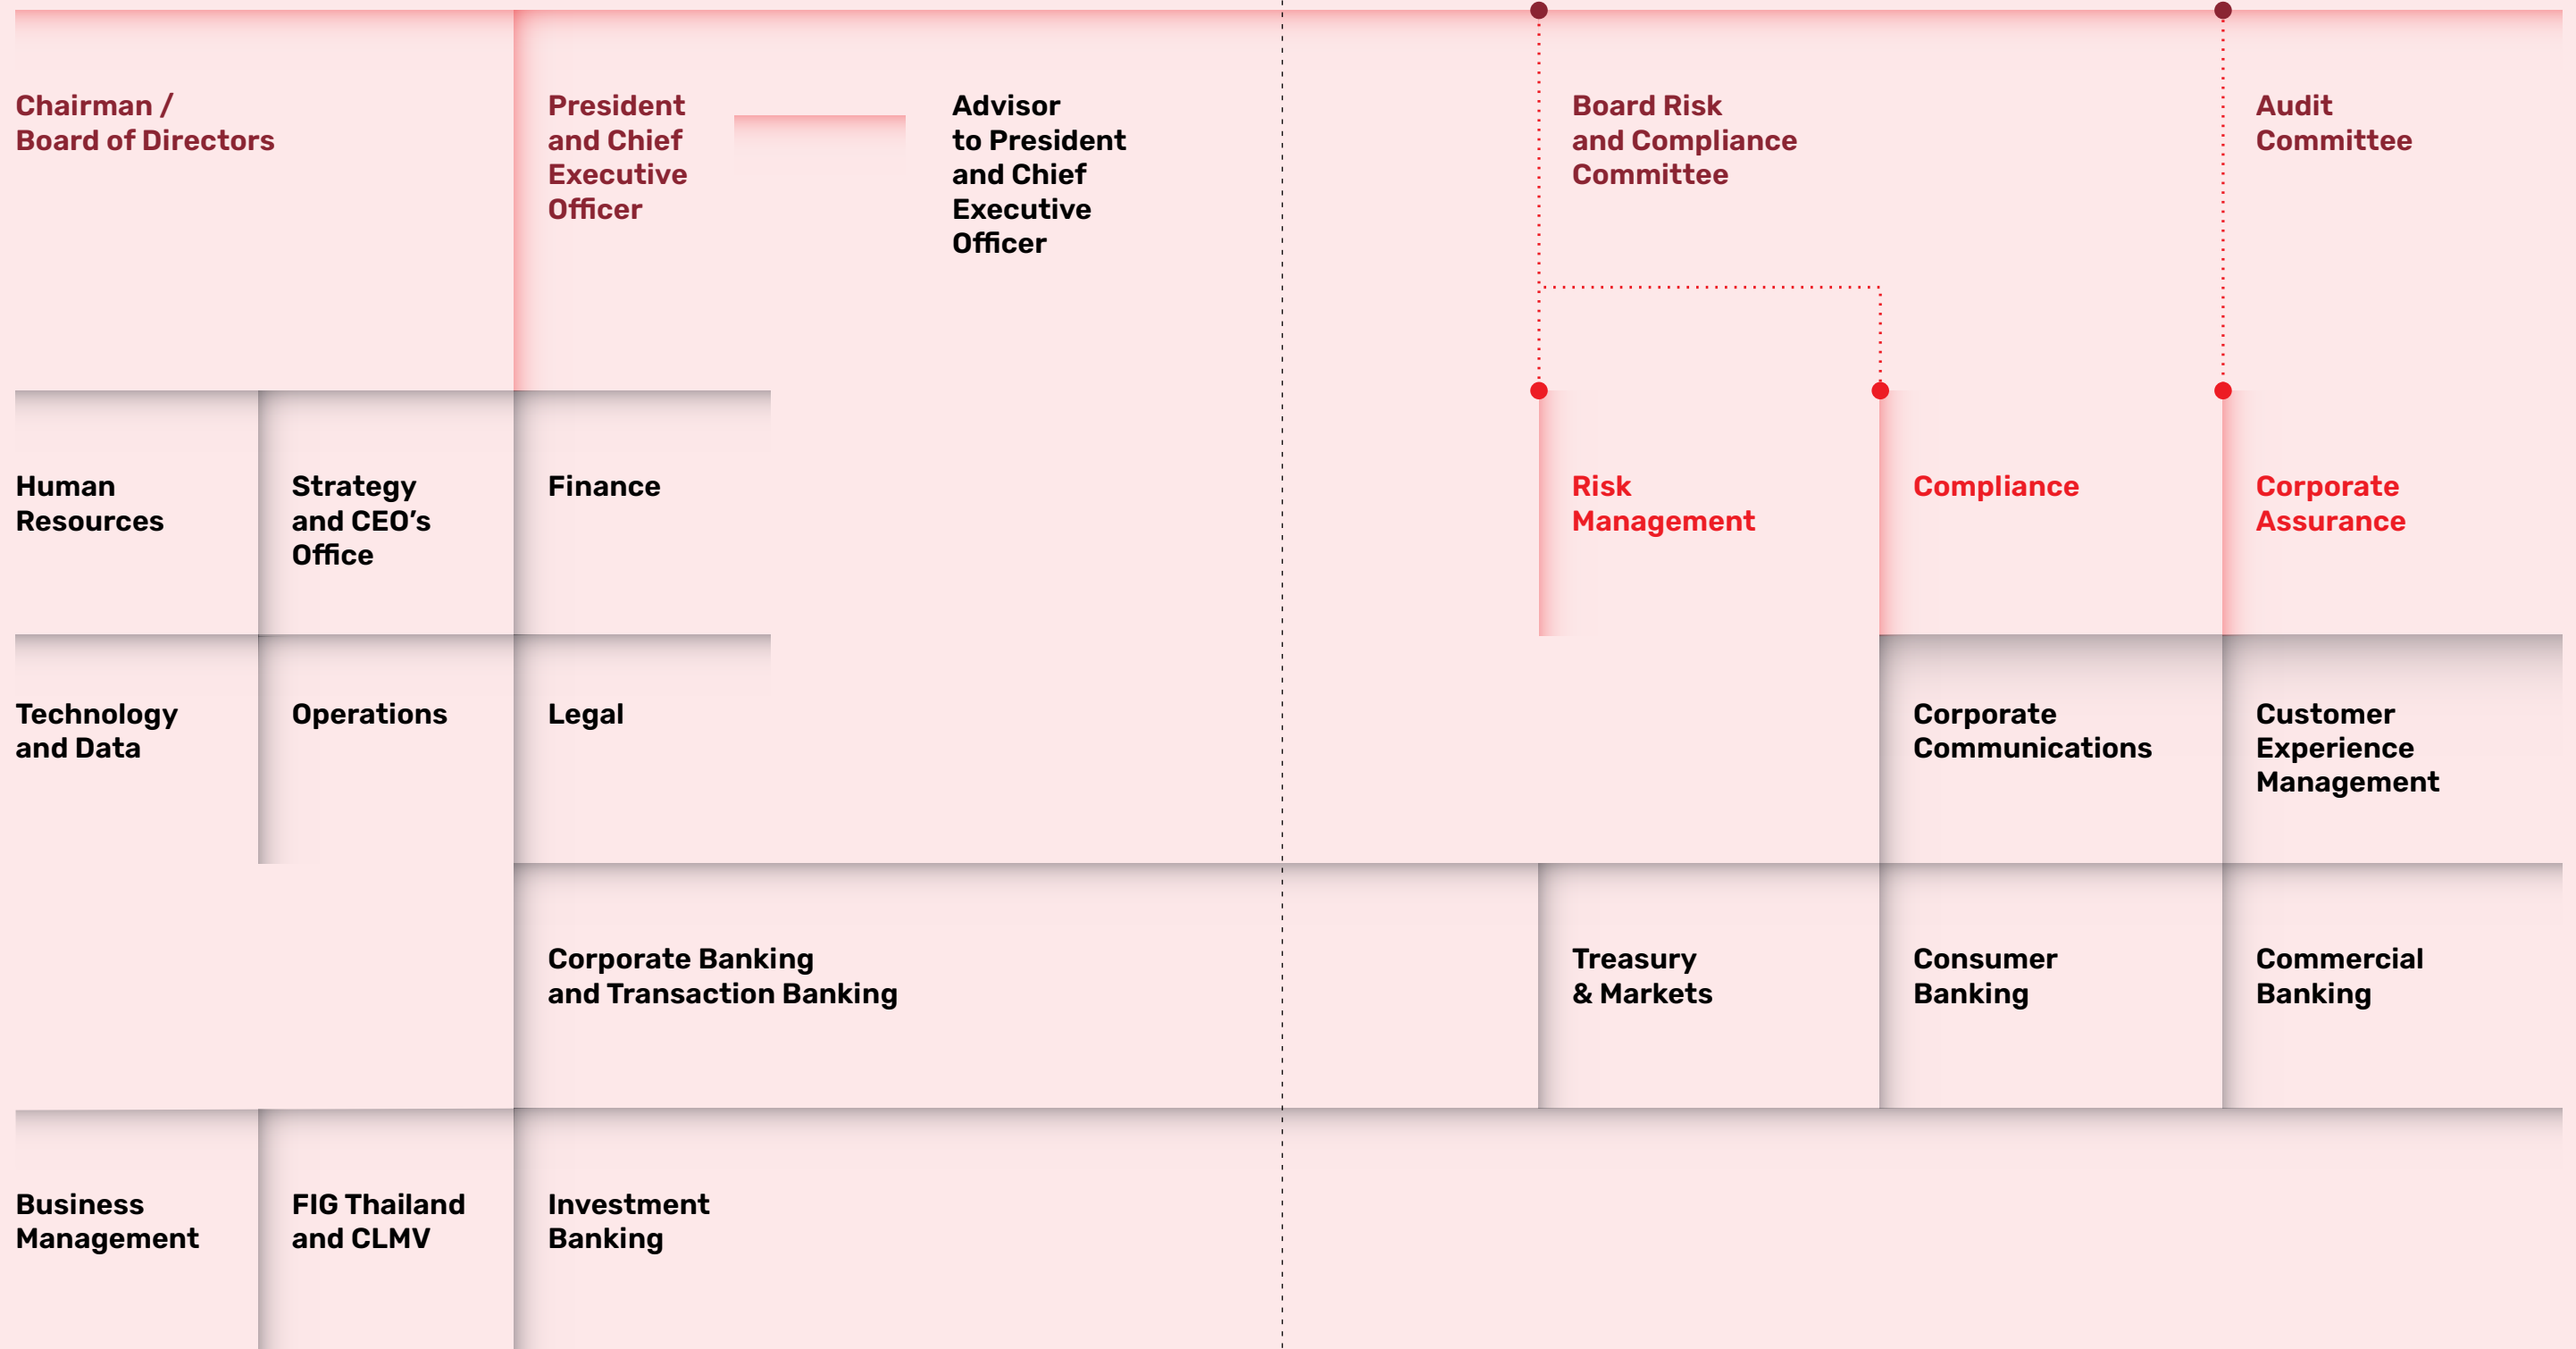 Chairman /
Board of Directors
President
and Chief
Executive
Officer
Advisor
to President
and Chief
Executive
Officer
Board Risk
and Compliance
Committee
Audit
Committee
Human
Resources
Strategy
and CEO’s
Office
Finance
Risk
Management
Compliance
Corporate
Assurance
Technology
and Data
Operations
Legal
Corporate
Communications
Customer
Experience
Management
Corporate Banking
and Transaction Banking
Treasury
& Markets
Consumer
Banking
Commercial
Banking
Business
Management
FIG Thailand
and CLMV
Investment
Banking